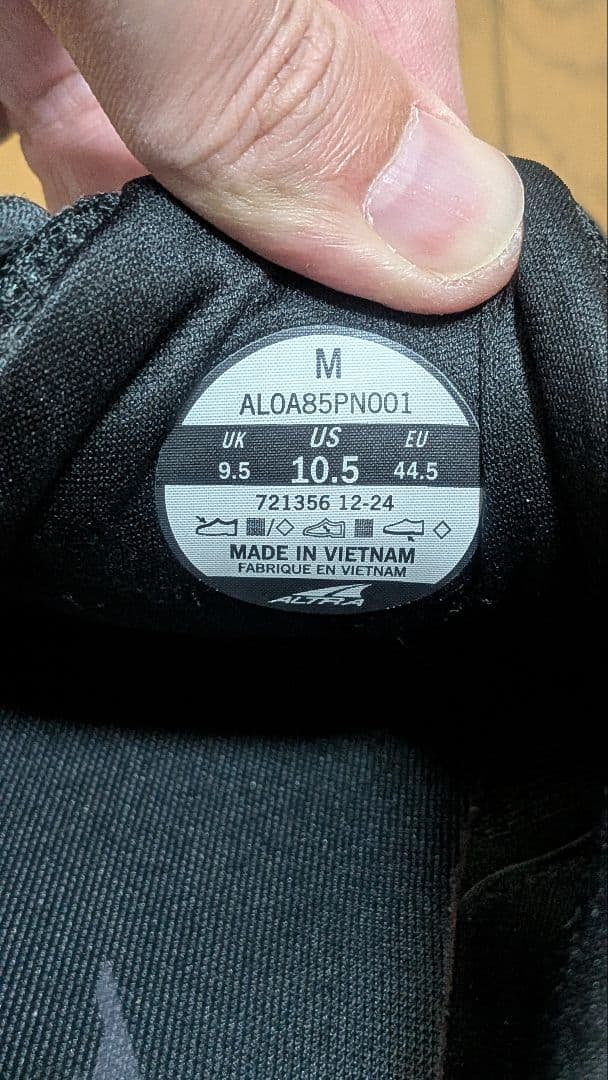 M
AL0A85PN001
UK US EU
9.5 10.5 44.5
721356 12-24
MADE IN VIETNAM
FABRIQUE EN VIETNAM
ALTRA